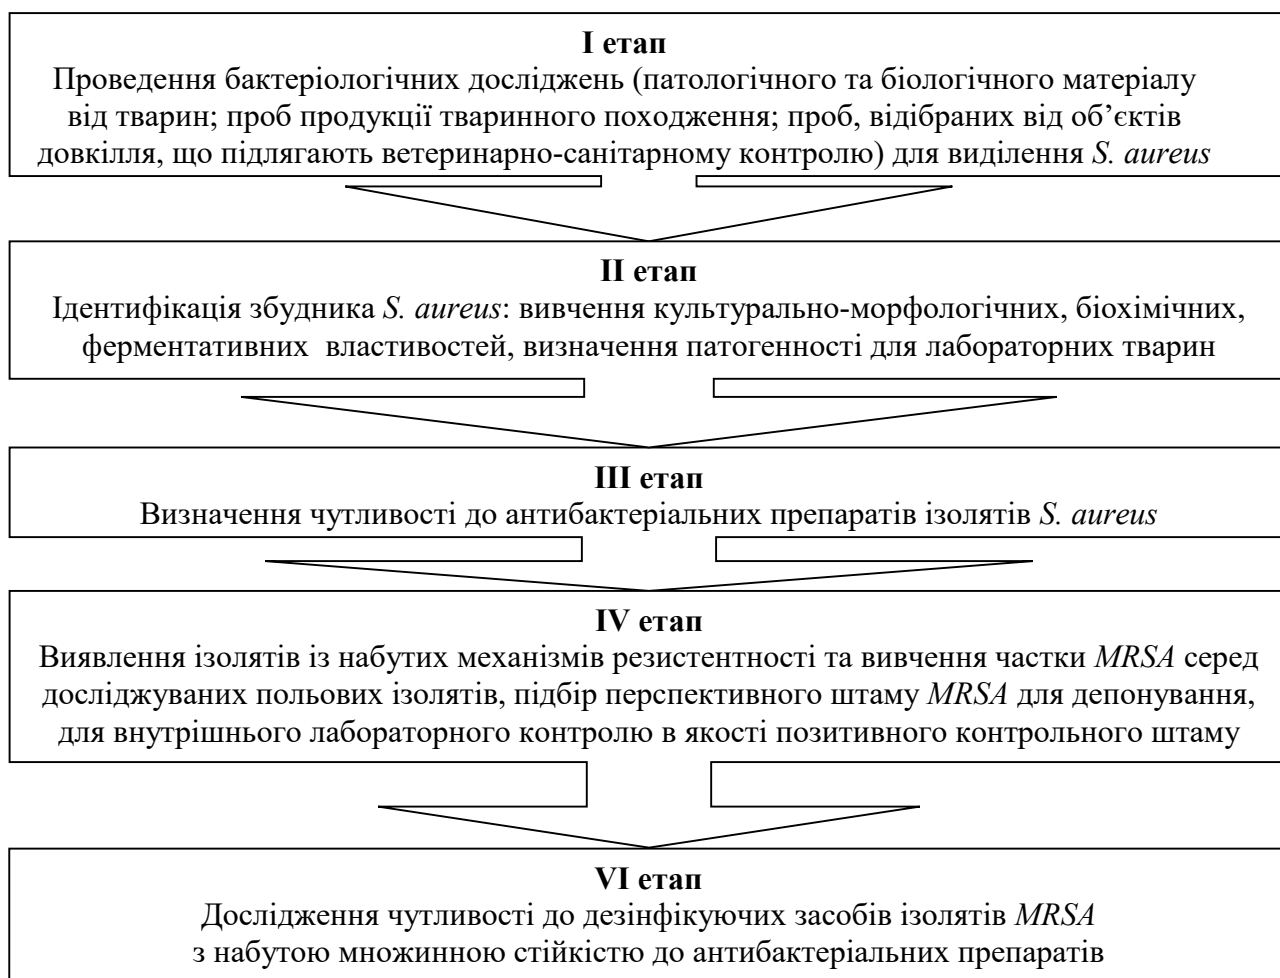 І етап
Проведення бактеріологічних досліджень (патологічного та біологічного матеріалу
від тварин; проб продукції тваринного походження; проб, відібраних від об’єктів
довкілля, що підлягають ветеринарно-санітарному контролю) для виділення S. aureus
ІІ етап
Ідентифікація збудника S. aureus: вивчення культурально-морфологічних, біохімічних,
ферментативних властивостей, визначення патогенності для лабораторних тварин
ІІІ етап
Визначення чутливості до антибактеріальних препаратів ізолятів S. aureus
IV етап
Виявлення ізолятів із набутих механізмів резистентності та вивчення частки MRSA серед
досліджуваних польових ізолятів, підбір перспективного штаму MRSA для депонування,
для внутрішнього лабораторного контролю в якості позитивного контрольного штаму
VI етап
Дослідження чутливості до дезінфікуючих засобів ізолятів MRSA
з набутою множинною стійкістю до антибактеріальних препаратів